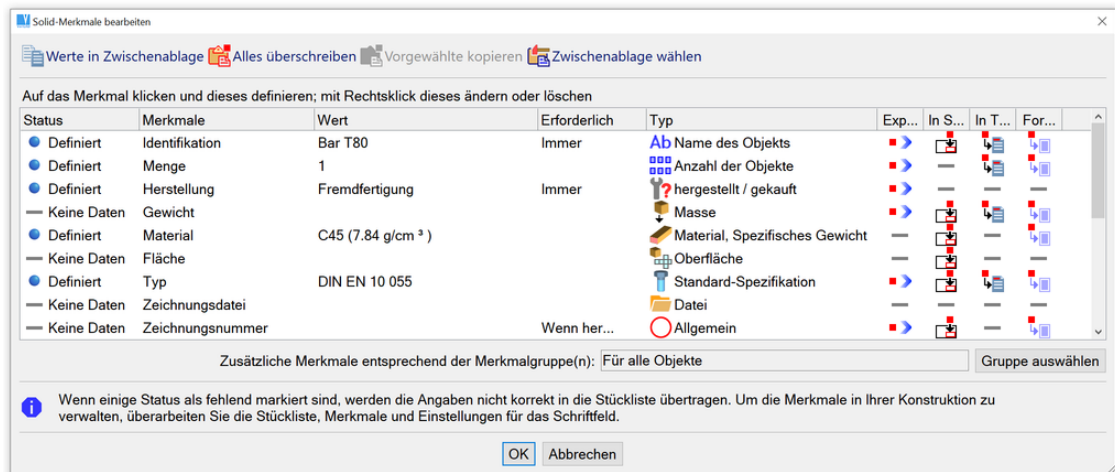 Solid-Merkmale bearbeiten
Werte in Zwischenablage Alles überschreiben Vorgewählte kopieren Zwischenablage wählen
Auf das Merkmal klicken und dieses definieren; mit Rechtsklick dieses ändern oder löschen
Status Merkmale Wert Erforderlich Typ Exp... In S... In T... For...
Definiert Identifikation Bar T80 Immer Ab Name des Objekts
Definiert Menge 1 Anzahl der Objekte
Definiert Herstellung Fremdfertigung Immer hergestellt / gekauft
Keine Daten Gewicht Masse
Definiert Material C45 (7.84 g/cm ³ ) Material, Spezifisches Gewicht
Keine Daten Fläche Oberfläche
Definiert Typ DIN EN 10 055 Standard-Spezifikation
Keine Daten Zeichnungsdatei Datei
Keine Daten Zeichnungsnummer Wenn her... Allgemein
Zusätzliche Merkmale entsprechend der Merkmalgruppe(n): Für alle Objekte Gruppe auswählen
Wenn einige Status als fehlend markiert sind, werden die Angaben nicht korrekt in die Stückliste übertragen. Um die Merkmale in Ihrer Konstruktion zu
verwalten, überarbeiten Sie die Stückliste, Merkmale und Einstellungen für das Schriftfeld.
OK Abbrechen